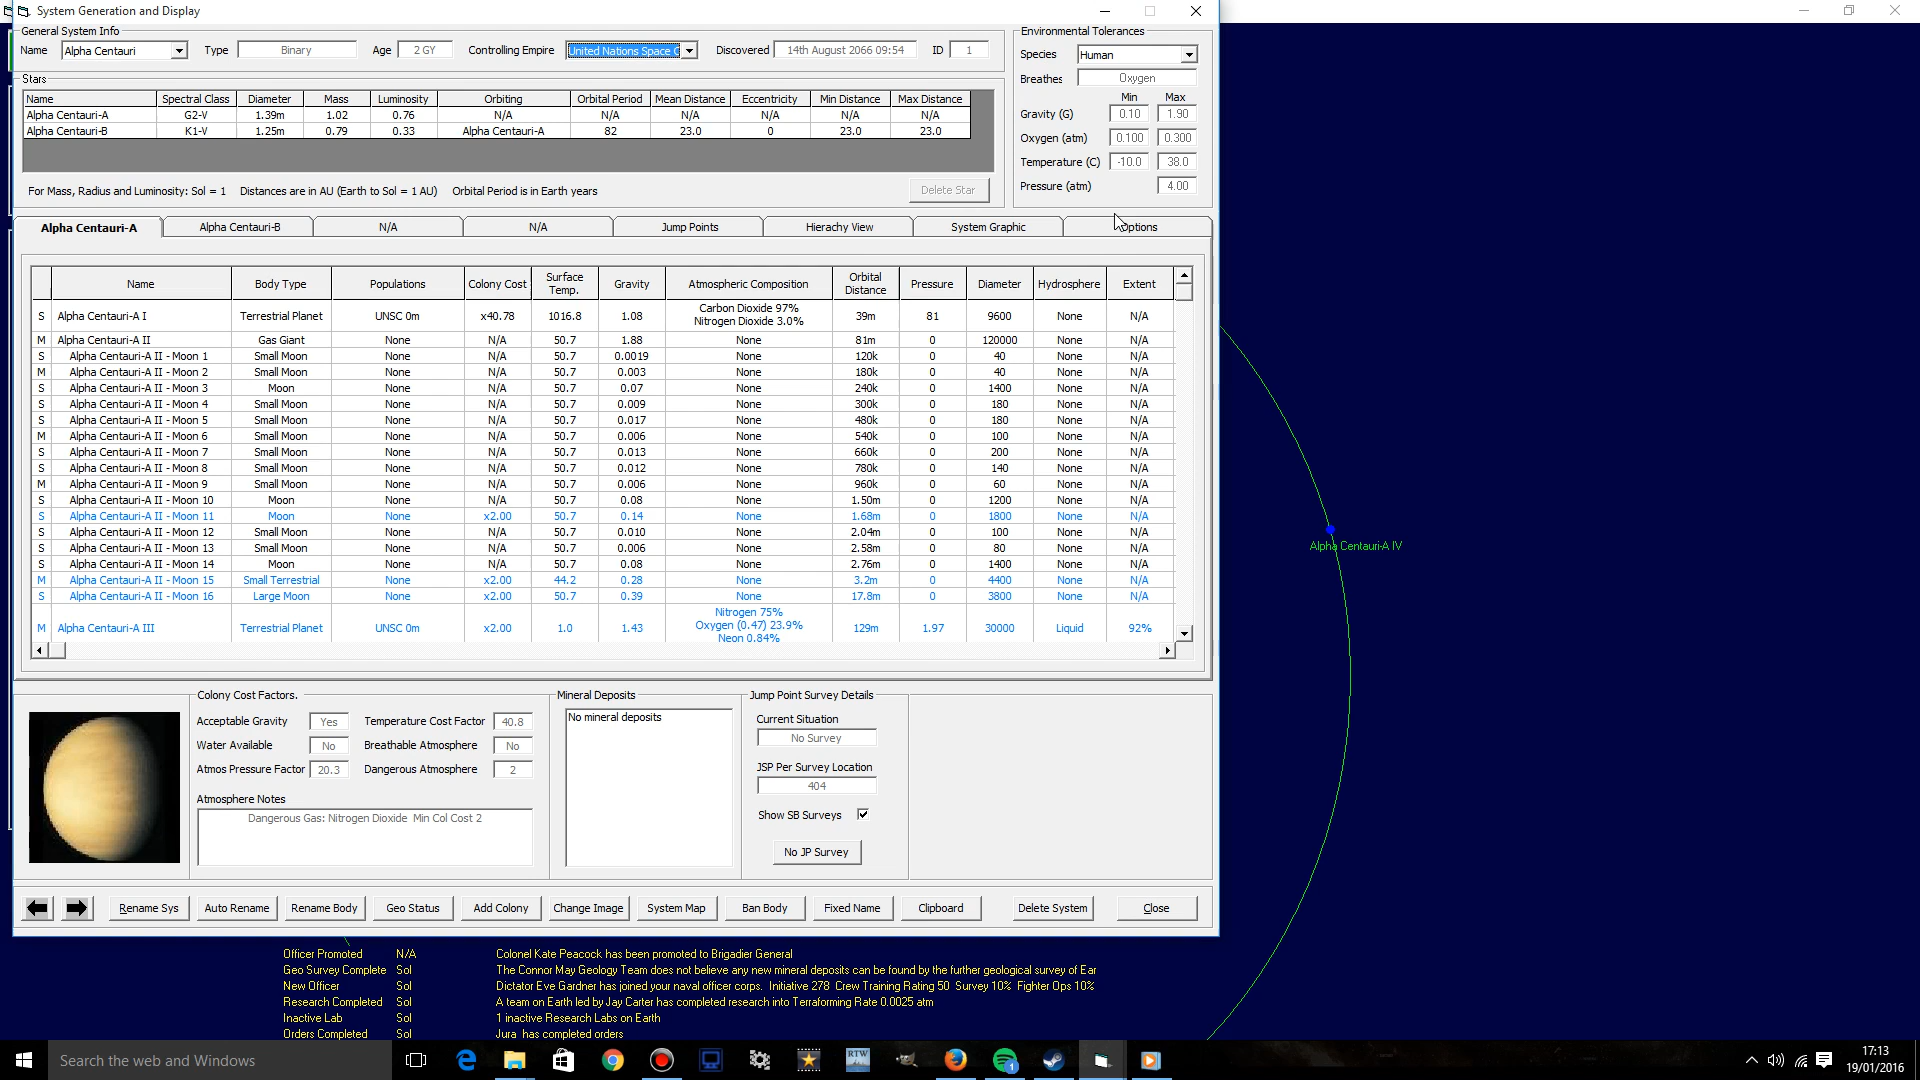 System Generation and Display
General System Info
Name Alpha Centauri Type Binary Age 2 GY Controlling Empire United Nations Space C Discovered 14th August 2066 09:54 ID 1
Stars
Name Spectral Class Diameter Mass Luminosity Orbiting Orbital Period Mean Distance Eccentricity Min Distance Max Distance
Alpha Centauri-A G2-V 1.39m 1.02 0.76 N/A N/A N/A N/A N/A N/A
Alpha Centauri-B K1-V 1.25m 0.79 0.33 Alpha Centauri-A 82 23.0 0 23.0 23.0
For Mass, Radius and Luminosity: Sol = 1 Distances are in AU (Earth to Sol = 1 AU) Orbital Period is in Earth years Delete Star
Environmental Tolerances
Species Human
Breathes Oxygen
Min Max
Gravity (G) 0.10 1.90
Oxygen (atm) 0.100 0.300
Temperature (C) -10.0 38.0
Pressure (atm) 4.00
Alpha Centauri-A Alpha Centauri-B N/A N/A Jump Points Hierachy View System Graphic Options
Name Body Type Populations Colony Cost Surface Temp. Gravity Atmospheric Composition Orbital Distance Pressure Diameter Hydrosphere Extent
S Alpha Centauri-A I Terrestrial Planet UNSC 0m x40.78 1016.8 1.08 Carbon Dioxide 97% Nitrogen Dioxide 3.0% 39m 81 9600 None N/A
M Alpha Centauri-A II Gas Giant None N/A 50.7 1.88 None 81m 0 120000 None N/A
S Alpha Centauri-A II - Moon 1 Small Moon None N/A 50.7 0.0019 None 120k 0 40 None N/A
M Alpha Centauri-A II - Moon 2 Small Moon None N/A 50.7 0.003 None 180k 0 40 None N/A
S Alpha Centauri-A II - Moon 3 Moon None N/A 50.7 0.07 None 240k 0 1400 None N/A
S Alpha Centauri-A II - Moon 4 Small Moon None N/A 50.7 0.009 None 300k 0 180 None N/A
S Alpha Centauri-A II - Moon 5 Small Moon None N/A 50.7 0.017 None 480k 0 180 None N/A
M Alpha Centauri-A II - Moon 6 Small Moon None N/A 50.7 0.006 None 540k 0 100 None N/A
S Alpha Centauri-A II - Moon 7 Small Moon None N/A 50.7 0.013 None 660k 0 200 None N/A
S Alpha Centauri-A II - Moon 8 Small Moon None N/A 50.7 0.012 None 780k 0 140 None N/A
M Alpha Centauri-A II - Moon 9 Small Moon None N/A 50.7 0.006 None 960k 0 60 None N/A
S Alpha Centauri-A II - Moon 10 Moon None N/A 50.7 0.08 None 1.50m 0 1200 None N/A
S Alpha Centauri-A II - Moon 11 Moon None x2.00 50.7 0.14 None 1.68m 0 1800 None N/A
S Alpha Centauri-A II - Moon 12 Small Moon None N/A 50.7 0.010 None 2.04m 0 100 None N/A
S Alpha Centauri-A II - Moon 13 Small Moon None N/A 50.7 0.006 None 2.58m 0 80 None N/A
S Alpha Centauri-A II - Moon 14 Moon None N/A 50.7 0.08 None 2.76m 0 1400 None N/A
M Alpha Centauri-A II - Moon 15 Small Terrestrial None x2.00 44.2 0.28 None 3.2m 0 4400 None N/A
S Alpha Centauri-A II - Moon 16 Large Moon None x2.00 50.7 0.39 None 17.8m 0 3800 None N/A
M Alpha Centauri-A III Terrestrial Planet UNSC 0m x2.00 1.0 1.43 Nitrogen 75% Oxygen (0.47) 23.9% Neon 0.84% 129m 1.97 30000 Liquid 92%
Alpha Centauri-A IV
Colony Cost Factors.
Acceptable Gravity Yes Temperature Cost Factor 40.8
Water Available No Breathable Atmosphere No
Atmos Pressure Factor 20.3 Dangerous Atmosphere 2
Atmosphere Notes
Dangerous Gas: Nitrogen Dioxide Min Col Cost 2
Mineral Deposits
No mineral deposits
Jump Point Survey Details
Current Situation
No Survey
JSP Per Survey Location
404
Show SB Surveys
No JP Survey
Rename Sys Auto Rename Rename Body Geo Status Add Colony Change Image System Map Ban Body Fixed Name Clipboard Delete System Close
Officer Promoted N/A Colonel Kate Peacock has been promoted to Brigadier General
Geo Survey Complete Sol The Connor May Geology Team does not believe any new mineral deposits can be found by the further geological survey of Ear
New Officer Sol Dictator Eve Gardner has joined your naval officer corps. Initiative 278 Crew Training Rating 50 Survey 10% Fighter Ops 10%
Research Completed Sol A team on Earth led by Jay Carter has completed research into Terraforming Rate 0.0025 atm
Inactive Lab Sol 1 inactive Research Labs on Earth
Orders Completed Sol Jura has completed orders
Search the web and Windows
RTW
1
17:13
19/01/2016